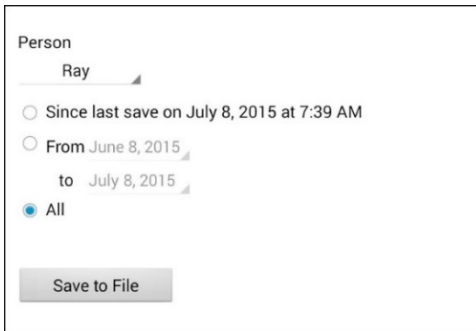 Person
Ray
Since last save on July 8, 2015 at 7:39 AM
From June 8, 2015
to July 8, 2015
All
Save to File